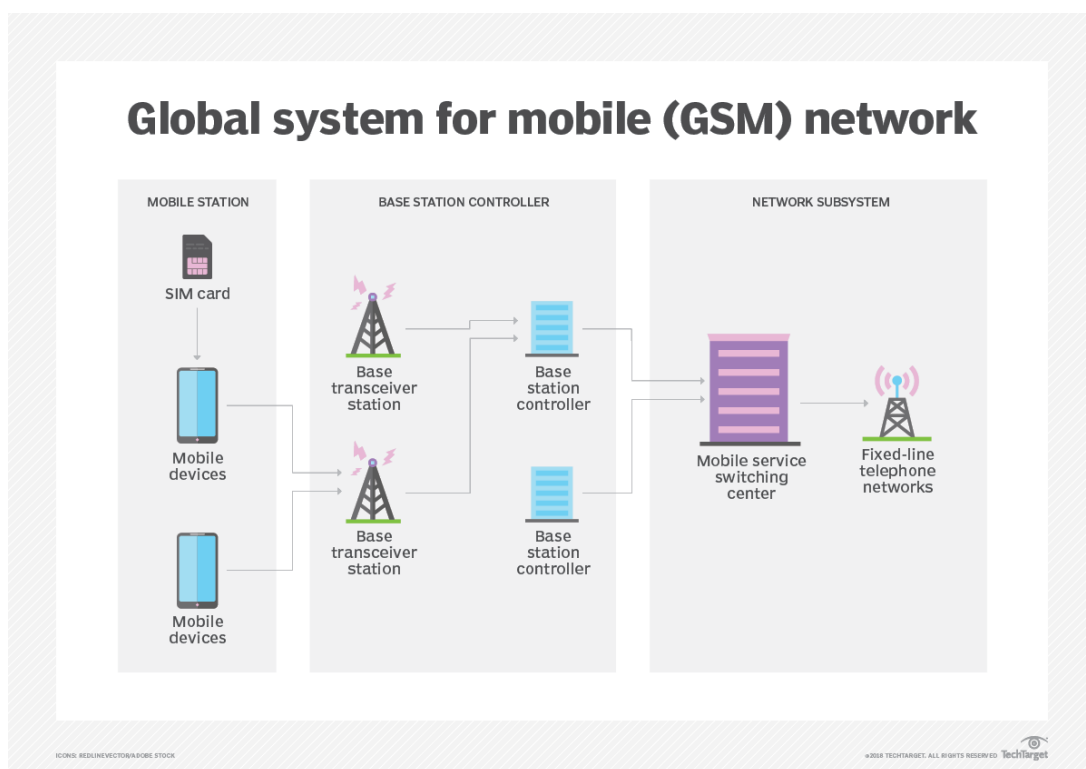 Global system for mobile (GSM) network
MOBILE STATION
SIM card
Mobile
devices
Mobile
devices
BASE STATION CONTROLLER
Base
transceiver
station
Base
station
controller
Base
transceiver
station
Base
station
controller
NETWORK SUBSYSTEM
Mobile service
switching
center
Fixed-line
telephone
networks
ICONS: REDLINEVECTOR/ADOBE STOCK
©2018 TECHTARGET. ALL RIGHTS RESERVED
TechTarget